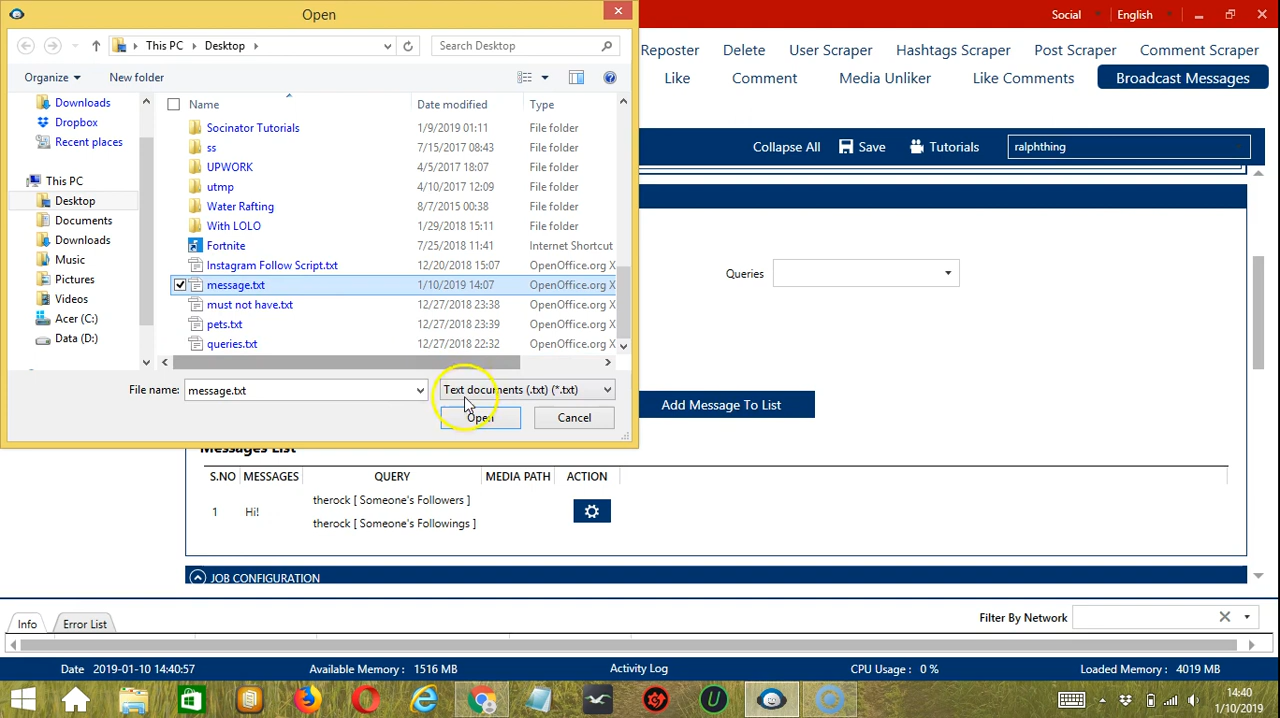 Open
Social
English
This PC
Desktop
Search Desktop
Reposter
Delete
User Scraper
Hashtags Scraper
Post Scraper
Comment Scraper
Organize
New folder
Like
Comment
Media Unliker
Like Comments
Broadcast Messages
Downloads
Dropbox
Recent places
This PC
Desktop
Documents
Downloads
Music
Pictures
Videos
Acer (C:)
Data (D:)
Name
Date modified
Type
Socinator Tutorials
1/9/2019 01:11
File folder
ss
7/15/2017 08:43
File folder
UPWORK
4/5/2017 18:07
File folder
utmp
4/10/2017 12:09
File folder
Water Rafting
8/7/2015 00:38
File folder
With LOLO
1/29/2018 15:11
File folder
Fortnite
7/25/2018 11:41
Internet Shortcut
Instagram Follow Script.txt
12/20/2018 15:07
OpenOffice.org X
message.txt
1/10/2019 14:07
OpenOffice.org X
must not have.txt
12/27/2018 23:38
OpenOffice.org X
pets.txt
12/27/2018 23:39
OpenOffice.org X
queries.txt
12/27/2018 22:32
OpenOffice.org X
File name:
message.txt
Text documents (.txt) (*.txt)
Open
Cancel
Collapse All
Save
Tutorials
ralphthing
Queries
Add Message To List
Messages List
S.NO
MESSAGES
QUERY
MEDIA PATH
ACTION
1
Hi!
therock [ Someone's Followers ]
therock [ Someone's Followings ]
JOB CONFIGURATION
Info
Error List
Filter By Network
Date
2019-01-10 14:40:57
Available Memory :
1516 MB
Activity Log
CPU Usage :
0 %
Loaded Memory :
4019 MB
14:40
1/10/2019